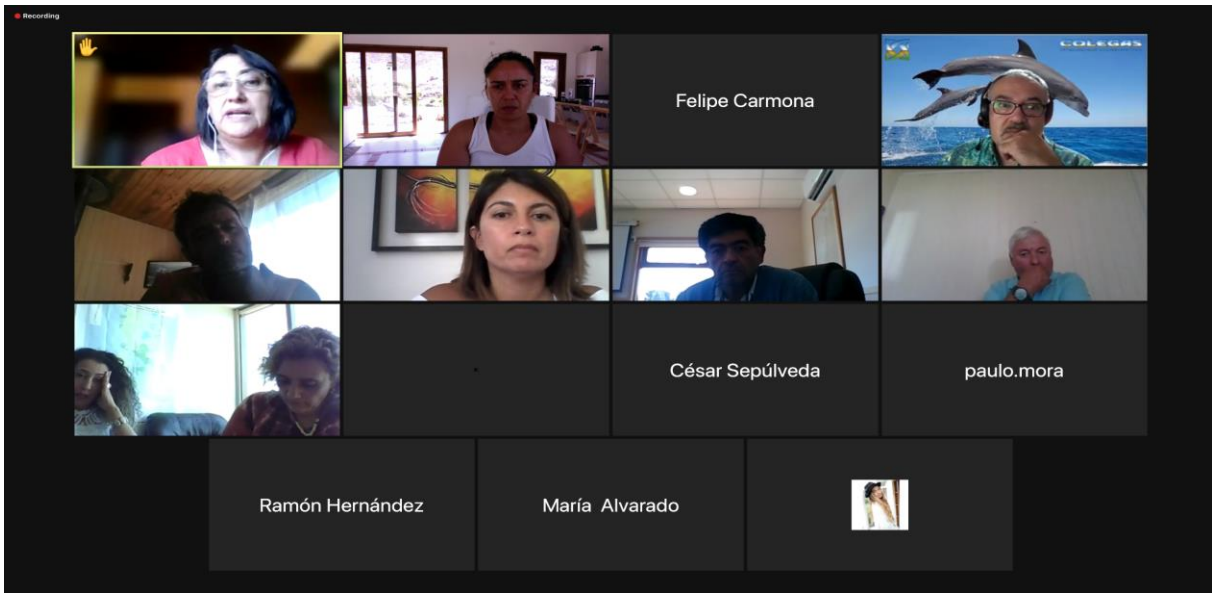 Recording
Felipe Carmona
COLEGAS
César Sepúlveda
paulo.mora
Ramón Hernández
María Alvarado